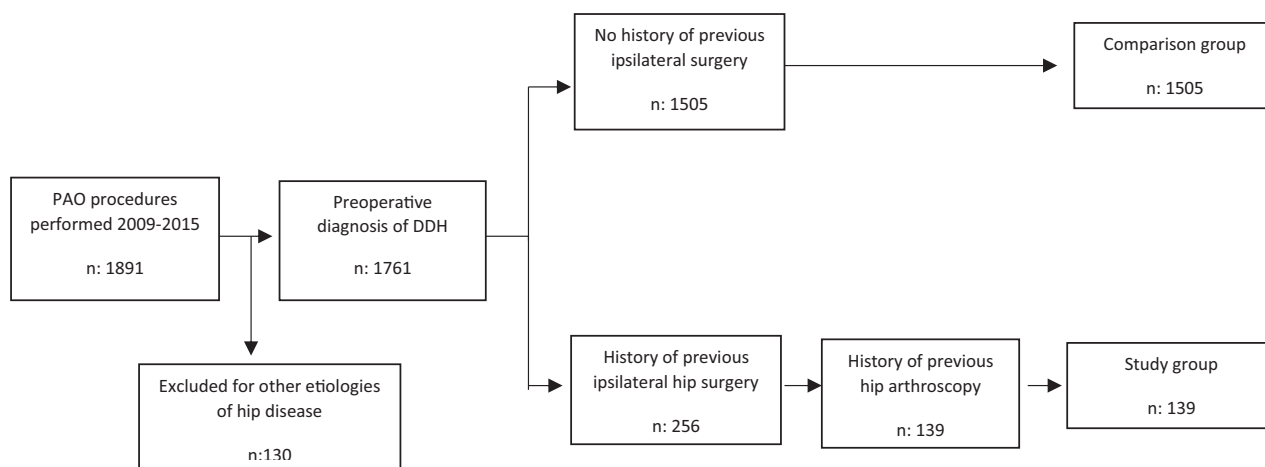 PAO procedures
performed 2009-2015
n: 1891
Excluded for other etiologies
of hip disease
n:130
Preoperative
diagnosis of DDH
n: 1761
No history of previous
ipsilateral surgery
n: 1505
Comparison group
n: 1505
History of previous
ipsilateral hip surgery
n: 256
History of previous
hip arthroscopy
n: 139
Study group
n: 139